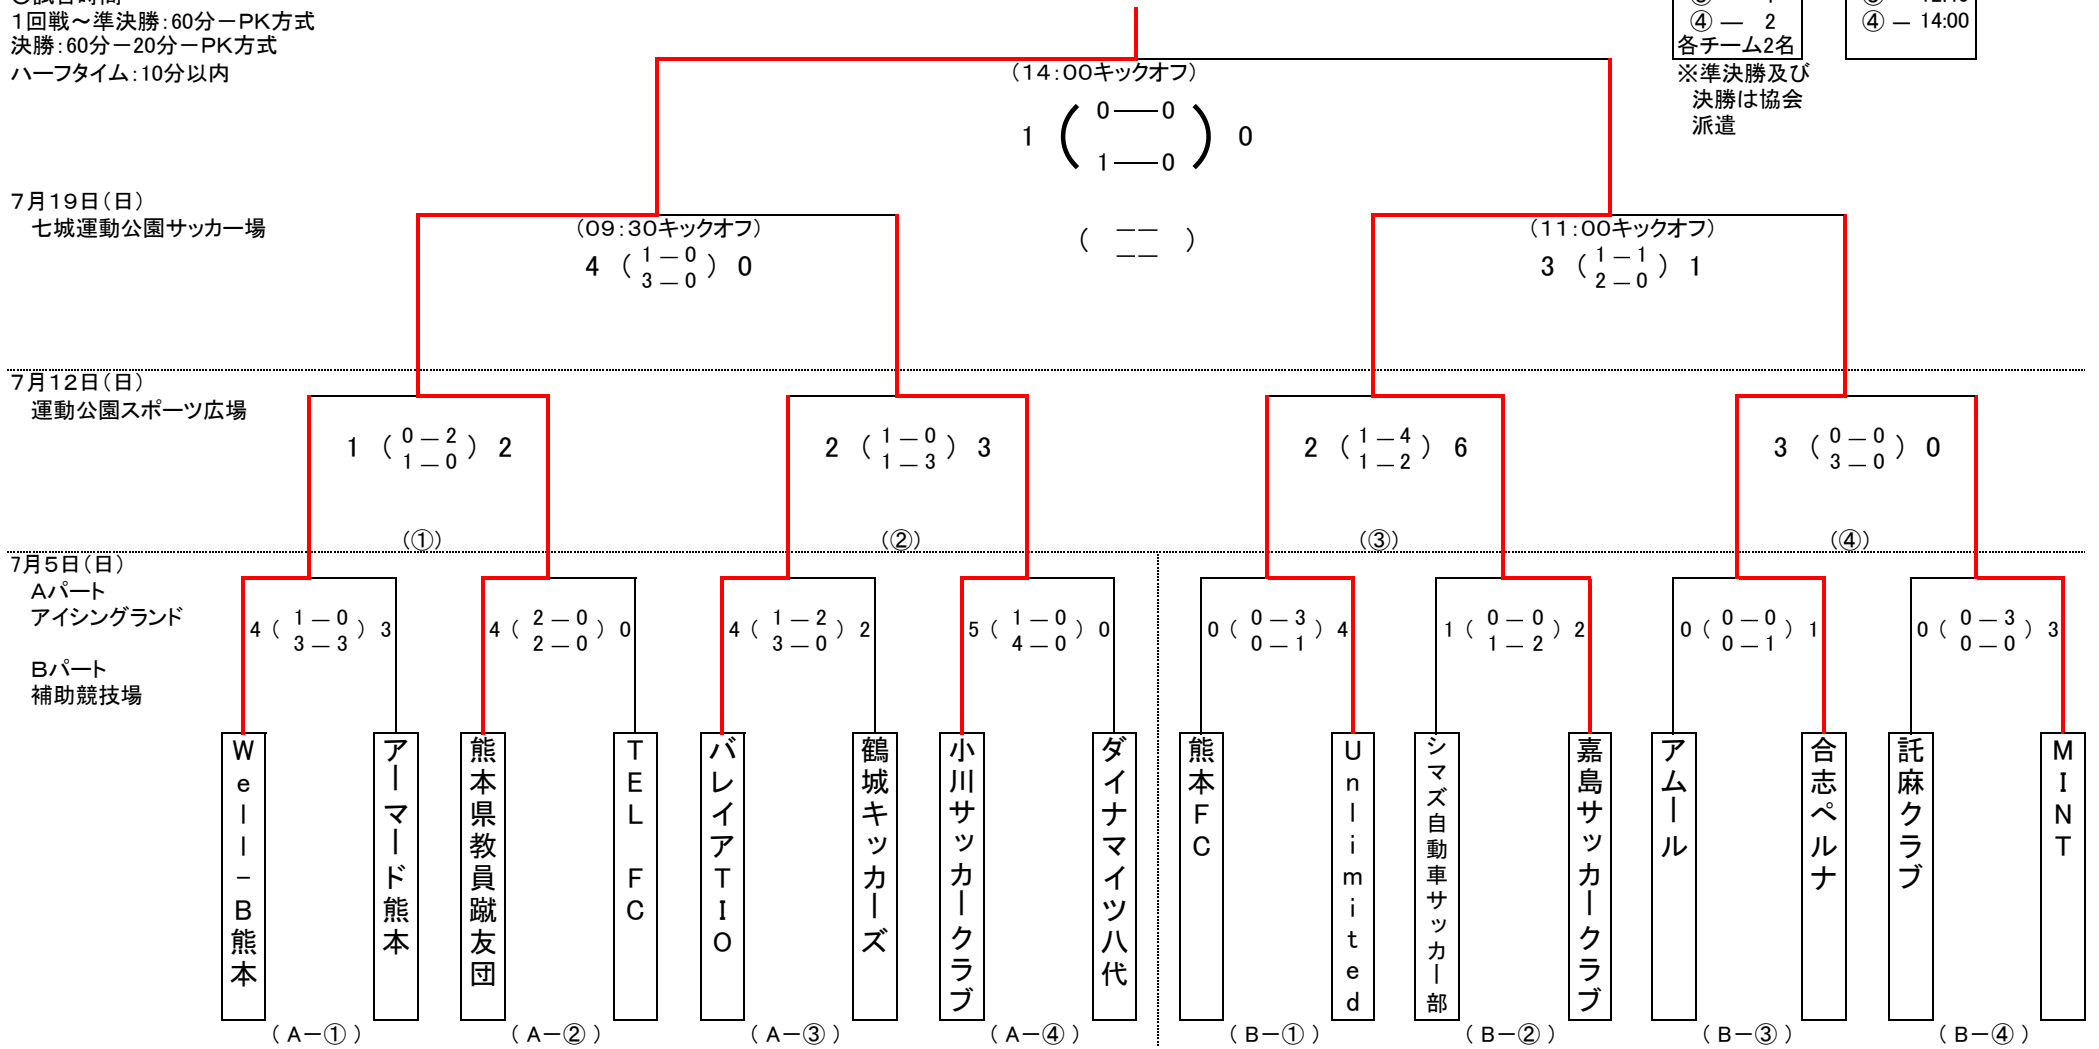 1回戦～準決勝：60分－PK方式
決勝：60分－20分－PK方式
ハーフタイム：10分以内
④ － 2
各チーム2名
④ － 14:00
※準決勝及び
決勝は協会
派遣
(14:00キックオフ)
1 ( 0 － 0 ) 0
1 － 0
7月19日(日)
七城運動公園サッカー場
(09:30キックオフ)
4 ( 1 － 0 ) 0
3 － 0
( －－ )
－－
(11:00キックオフ)
3 ( 1 － 1 ) 1
2 － 0
7月12日(日)
運動公園スポーツ広場
1 ( 0 － 2 ) 2
1 － 0
2 ( 1 － 0 ) 3
1 － 3
2 ( 1 － 4 ) 6
1 － 2
3 ( 0 － 0 ) 0
3 － 0
(①)
(②)
(③)
(④)
7月5日(日)
Aパート
アイシングランド
Bパート
補助競技場
4 ( 1 － 0 ) 3
3 － 3
4 ( 2 － 0 ) 0
2 － 0
4 ( 1 － 2 ) 2
3 － 0
5 ( 1 － 0 ) 0
4 － 0
0 ( 0 － 3 ) 4
0 － 1
1 ( 0 － 0 ) 2
1 － 2
0 ( 0 － 0 ) 1
0 － 1
0 ( 0 － 3 ) 3
0 － 0
Well－B熊本
アーマード熊本
熊本県教員蹴友団
TEL FC
バレイアTIO
鶴城キッカーズ
小川サッカークラブ
ダイナマイツ八代
熊本FC
Unlimited
シマズ自動車サッカー部
嘉島サッカークラブ
アムール
合志ペルナ
託麻クラブ
MINT
(A－①)
(A－②)
(A－③)
(A－④)
(B－①)
(B－②)
(B－③)
(B－④)